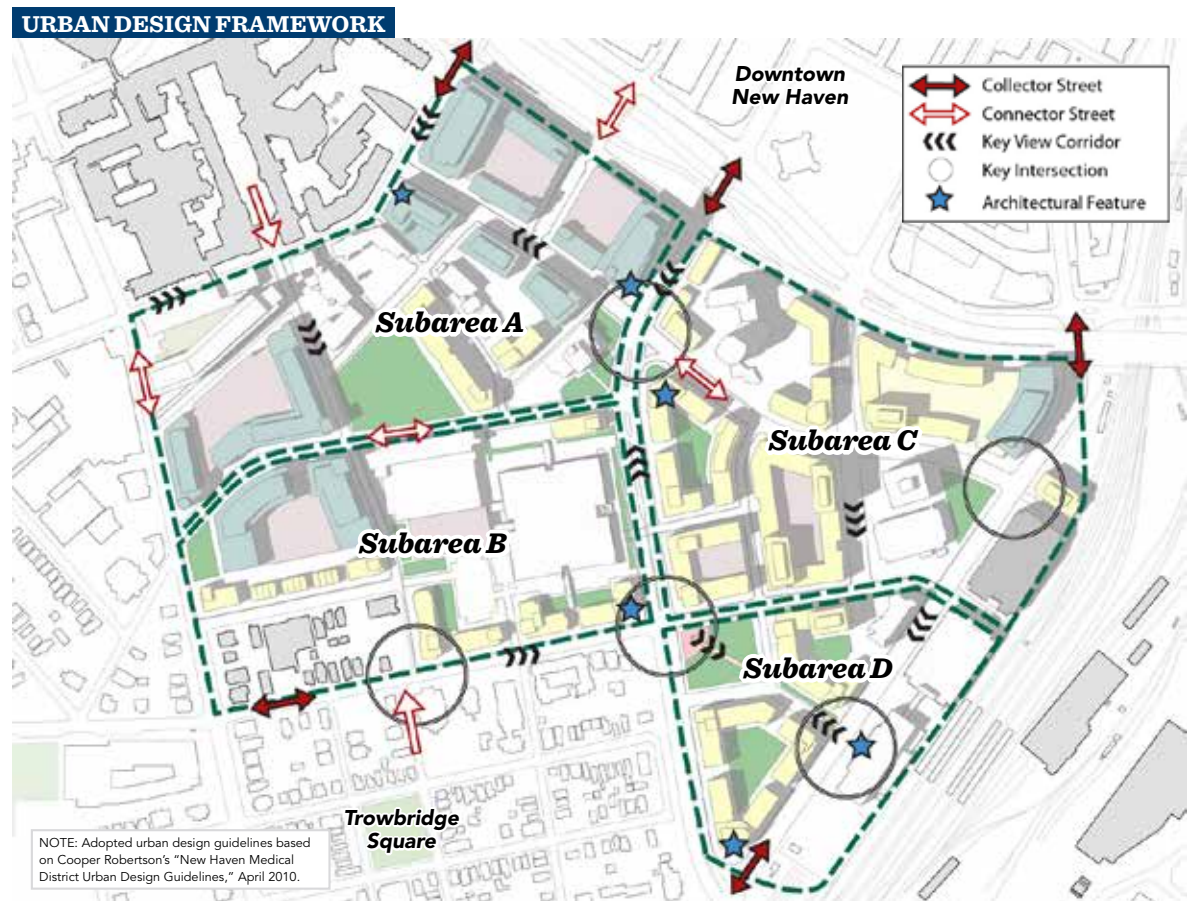 URBAN DESIGN FRAMEWORK
Downtown
New Haven
Collector Street
Connector Street
Key View Corridor
Key Intersection
Architectural Feature
Subarea A
Subarea C
Subarea B
Subarea D
Trowbridge
Square
NOTE: Adopted urban design guidelines based
on Cooper Robertson's "New Haven Medical
District Urban Design Guidelines," April 2010.